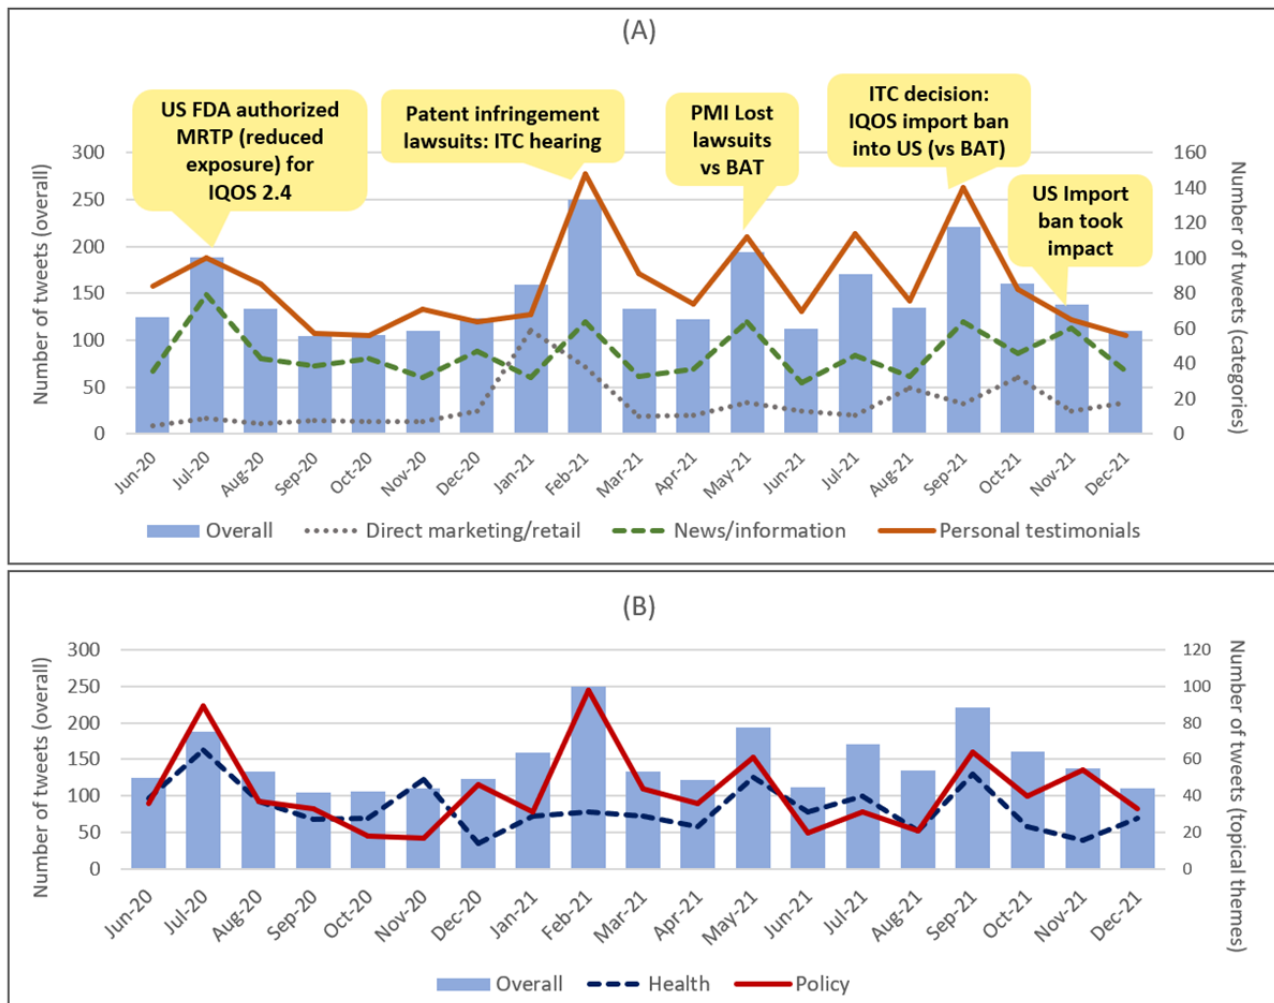 (A)
US FDA authorized
MRTP (reduced
exposure) for
IQOS 2.4
Patent infringement
lawsuits: ITC hearing
PMI Lost
lawsuits
vs BAT
ITC decision:
IQOS import ban
into US (vs BAT)
US Import
ban took
impact
Number of tweets (overall)
300
250
200
150
100
50
0
160
140
120
100
80
60
40
20
0
Number of tweets (categories)
Jun-20
Jul-20
Aug-20
Sep-20
Oct-20
Nov-20
Dec-20
Jan-21
Feb-21
Mar-21
Apr-21
May-21
Jun-21
Jul-21
Aug-21
Sep-21
Oct-21
Nov-21
Dec-21
Overall
Direct marketing/retail
News/information
Personal testimonials
(B)
Number of tweets (overall)
300
250
200
150
100
50
0
120
100
80
60
40
20
0
Number of tweets (topical themes)
Jun-20
Jul-20
Aug-20
Sep-20
Oct-20
Nov-20
Dec-20
Jan-21
Feb-21
Mar-21
Apr-21
May-21
Jun-21
Jul-21
Aug-21
Sep-21
Oct-21
Nov-21
Dec-21
Overall
Health
Policy